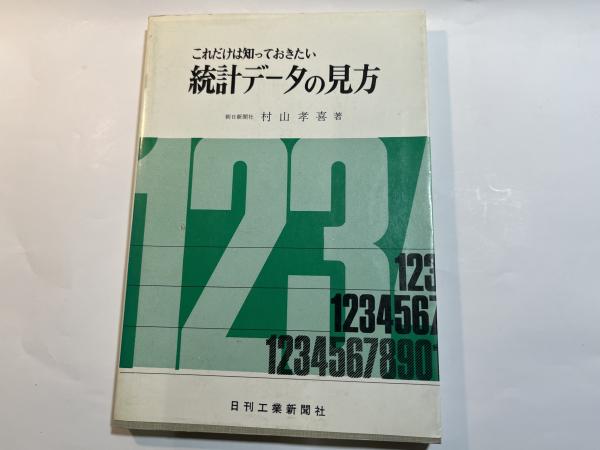 これだけは知っておきたい
統計データの見方
朝日新聞社 村山孝喜 著
1234
123
1234567
12345678901
日刊工業新聞社